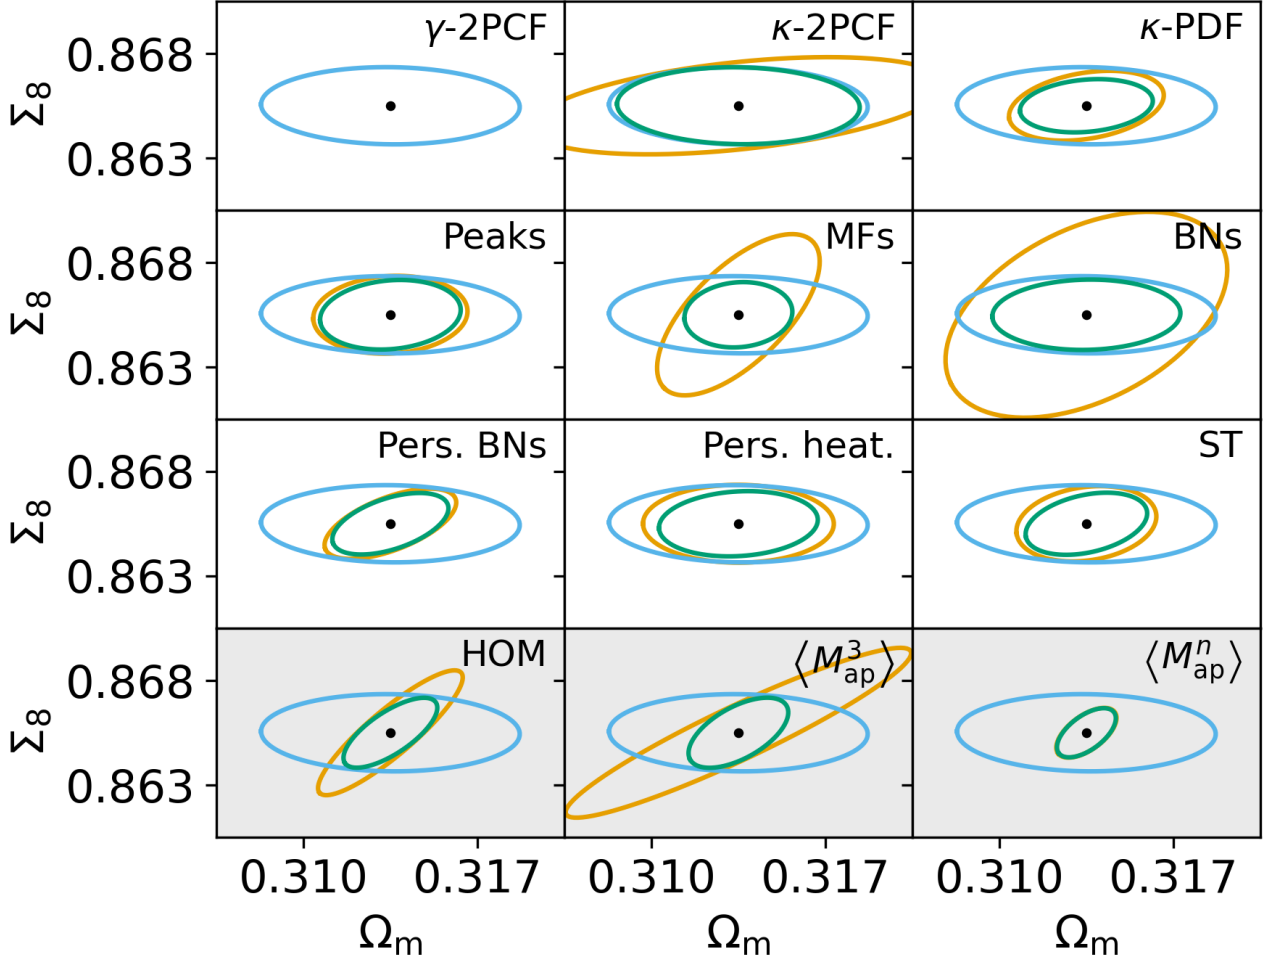 γ-2PCF
κ-2PCF
κ-PDF
Σ₈
0.868
0.863
Peaks
MFs
BNs
Σ₈
0.868
0.863
Pers. BNs
Pers. heat.
ST
Σ₈
0.868
0.863
HOM
⟨M³ₐₚ⟩
⟨Mⁿₐₚ⟩
Σ₈
0.868
0.863
0.310 0.317
0.310 0.317
0.310 0.317
Ωₘ
Ωₘ
Ωₘ